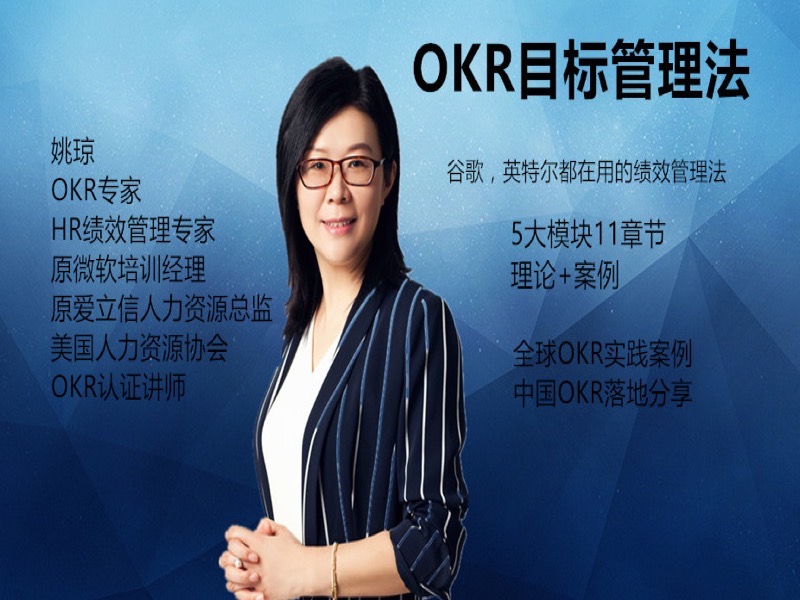 OKR目标管理法
姚琼
OKR专家
HR绩效管理专家
原微软培训经理
原爱立信人力资源总监
美国人力资源协会
OKR认证讲师
谷歌，英特尔都在用的绩效管理法
5大模块11章节
理论+案例
全球OKR实践案例
中国OKR落地分享